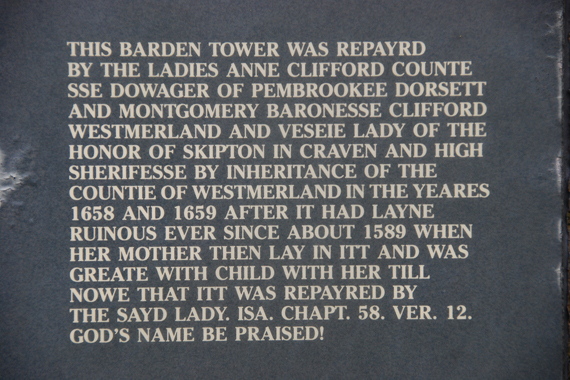 THIS BARDEN TOWER WAS REPAYRD
BY THE LADIES ANNE CLIFFORD COUNTE
SSE DOWAGER OF PEMBROOKEE DORSETT
AND MONTGOMERY BARONESSE CLIFFORD
WESTMERLAND AND VESEIE LADY OF THE
HONOR OF SKIPTON IN CRAVEN AND HIGH
SHERIFESSE BY INHERITANCE OF THE
COUNTIE OF WESTMERLAND IN THE YEARES
1658 AND 1659 AFTER IT HAD LAYNE
RUINOUS EVER SINCE ABOUT 1589 WHEN
HER MOTHER THEN LAY IN ITT AND WAS
GREATE WITH CHILD WITH HER TILL
NOWE THAT ITT WAS REPAYRED BY
THE SAYD LADY. ISA. CHAPT. 58. VER. 12.
GOD'S NAME BE PRAISED!